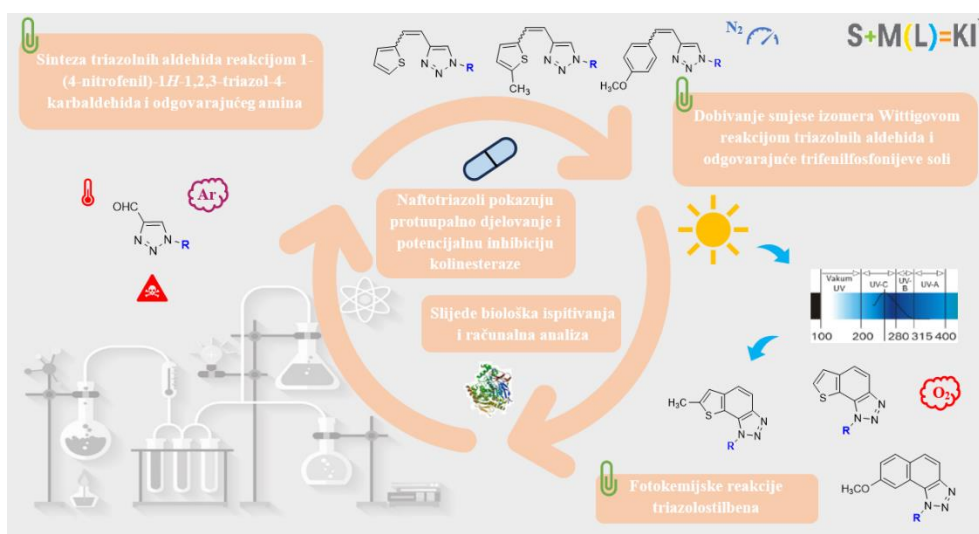 Sinteza triazolnih aldehida reakcijom 1-
(4-nitrofenil)-1H-1,2,3-triazol-4-
karbaldehida i odgovarajućeg amina
S
N
N
N
R
S
CH₃
N
N
N
R
H₃CO
N
N
N
R
N₂
S+M(L)=KI
Dobivanje smjese izomera Wittigovom
reakcijom triazolnih aldehida i
odgovarajuće trifenilfosfonijeve soli
OHC
N
N
N
R
Ar
Naftotriazoli pokazuju
protuupalno djelovanje i
potencijalnu inhibiciju
kolinesteraze
Slijede biološka ispitivanja
i računalna analiza
Vakum
UV
UV-C
UV-
B
UV-A
100
200
280
315
400
H₃C
S
N
N
N
R
S
N
N
N
R
O₂
H₃CO
N
N
N
R
Fotokemijske reakcije
triazolostilbena